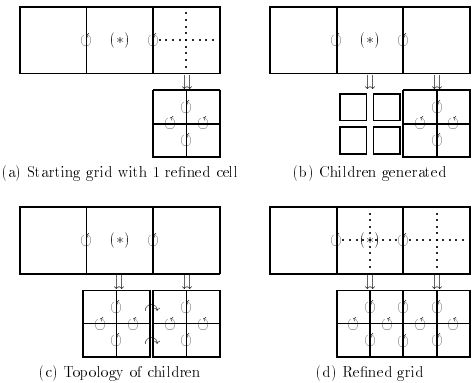 (∗)
(∗)
(a) Starting grid with 1 refined cell
(b) Children generated
(∗)
(∗)
(c) Topology of children
(d) Refined grid